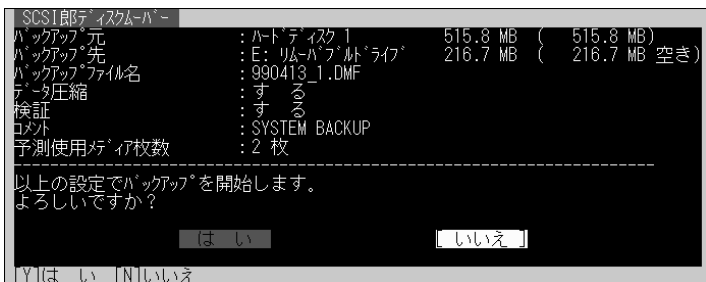 SCSI郎ﾃﾞｨｽｸﾑｰﾊﾞｰ
ﾊﾞｯｸｱｯﾌﾟ元 : ﾊｰﾄﾞﾃﾞｨｽｸ 1 515.8 MB ( 515.8 MB)
ﾊﾞｯｸｱｯﾌﾟ先 : E: ﾘﾑｰﾊﾞﾌﾞﾙﾄﾞﾗｲﾌﾞ 216.7 MB ( 216.7 MB 空き)
ﾊﾞｯｸｱｯﾌﾟﾌｧｲﾙ名 : 990413_1.DMF
ﾃﾞｰﾀ圧縮 : す る
検証 : す る
ｺﾒﾝﾄ : SYSTEM BACKUP
予測使用ﾒﾃﾞｨｱ枚数 : 2 枚
以上の設定でﾊﾞｯｸｱｯﾌﾟを開始します。
よろしいですか？
は い [ いいえ ]
[Y]は い [N]いいえ